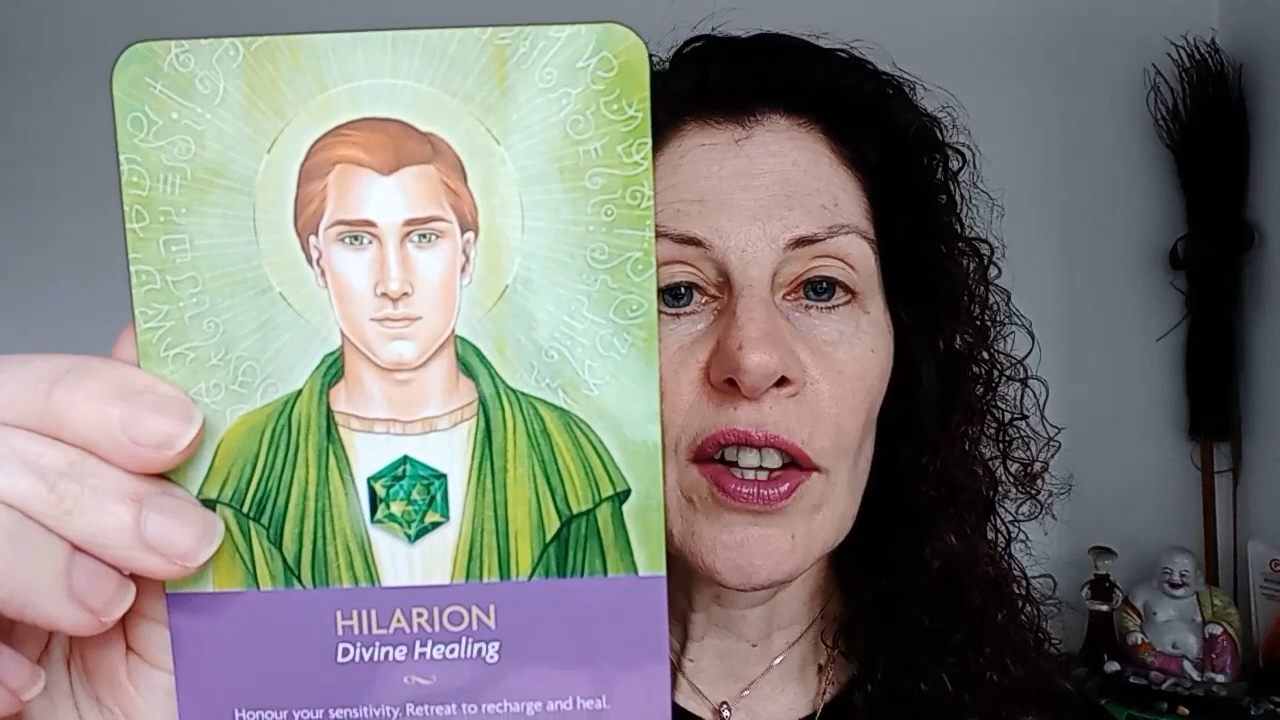 HILARION
Divine Healing
Honour your sensitivity. Retreat to recharge and heal.